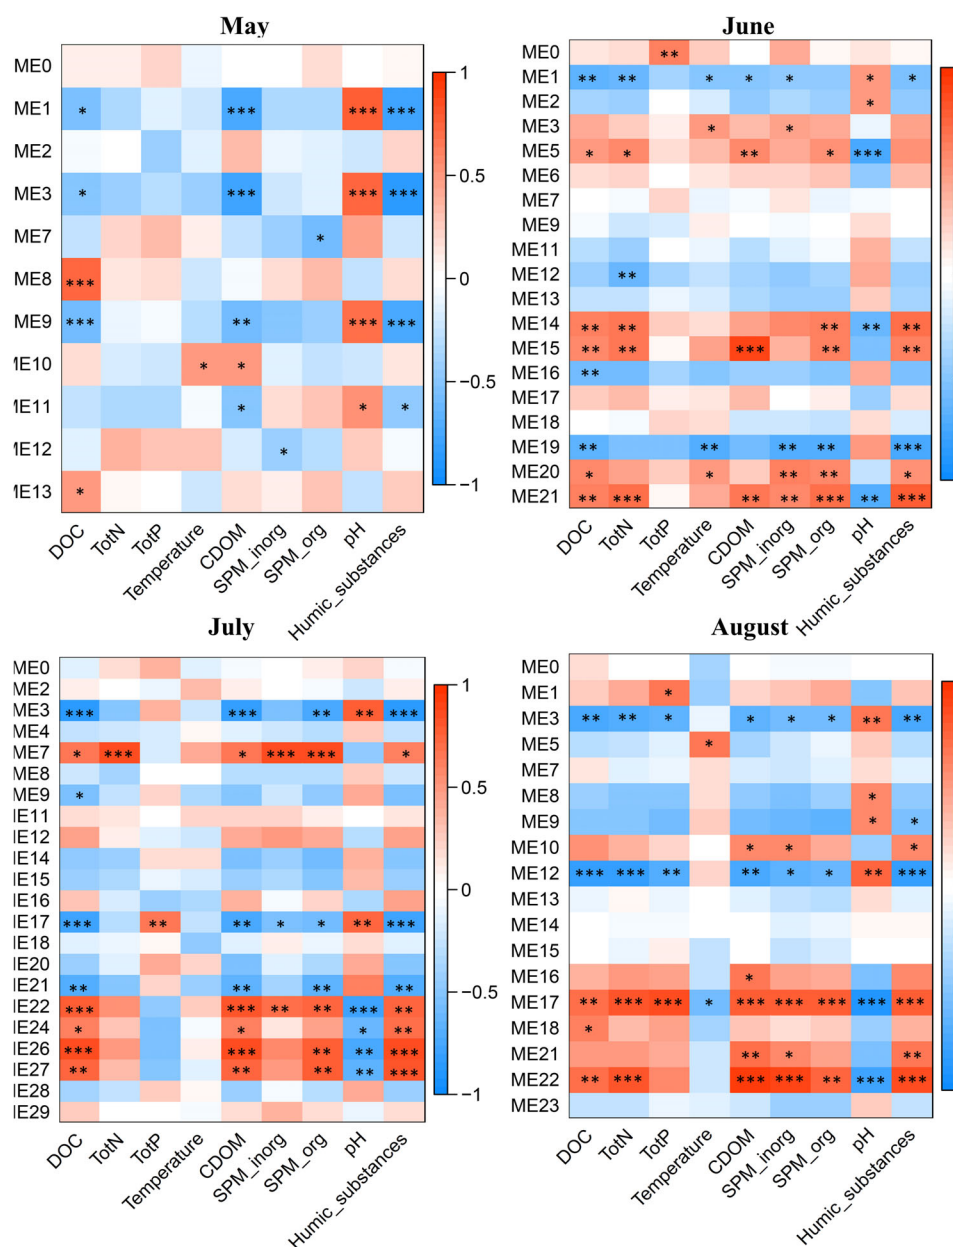 May
ME0
ME1 * *** *** ***
ME2
ME3 * *** *** ***
ME7 *
ME8 ***
ME9 *** ** *** ***
ME10 * *
ME11 * * *
ME12 *
ME13 *
1
0.5
0
−0.5
−1
DOC
TotN
TotP
Temperature
CDOM
SPM_inorg
SPM_org
pH
Humic_substances
June
ME0 **
ME1 ** ** * * * * *
ME2 *
ME3 * *
ME5 * * ** * ***
ME6
ME7
ME9
ME11
ME12 **
ME13
ME14 ** ** ** ** **
ME15 ** ** *** ** **
ME16 **
ME17
ME18
ME19 ** ** ** ** ***
ME20 * * ** ** *
ME21 ** *** ** ** *** ** ***
DOC
TotN
TotP
Temperature
CDOM
SPM_inorg
SPM_org
pH
Humic_substances
July
ME0
ME2
ME3 *** *** ** ** ***
ME4
ME7 * *** * *** *** *
ME8
ME9 *
IE11
IE12
IE14
IE15
IE16
IE17 *** ** ** * * ** ***
IE18
IE20
IE21 ** ** ** **
IE22 *** *** ** ** *** **
IE24 * * * **
IE26 *** *** ** ** ***
IE27 ** ** ** ** ***
IE28
IE29
1
0.5
0
−0.5
−1
DOC
TotN
TotP
Temperature
CDOM
SPM_inorg
SPM_org
pH
Humic_substances
August
ME0
ME1 *
ME3 ** ** * * * * ** **
ME5 *
ME7
ME8 *
ME9 * *
ME10 * * *
ME12 *** *** ** ** * * ** ***
ME13
ME14
ME15
ME16 *
ME17 ** *** *** * *** *** *** *** ***
ME18 *
ME21 ** * **
ME22 ** *** *** *** ** *** ***
ME23
DOC
TotN
TotP
Temperature
CDOM
SPM_inorg
SPM_org
pH
Humic_substances